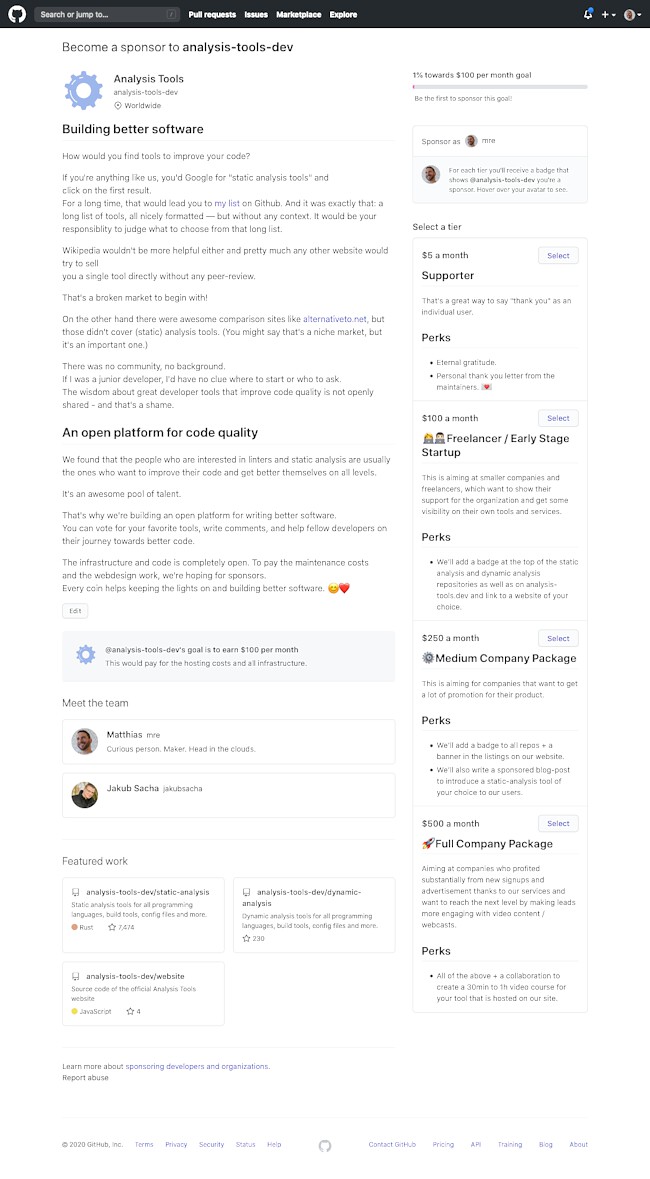 Search or jump to...
/
Pull requests
Issues
Marketplace
Explore
Become a sponsor to analysis-tools-dev
Analysis Tools
analysis-tools-dev
Worldwide
Building better software
How would you find tools to improve your code?
If you're anything like us, you'd Google for "static analysis tools" and
click on the first result.
For a long time, that would lead you to my list on Github. And it was exactly that: a
long list of tools, all nicely formatted — but without any context. It would be your
responsiblity to judge what to choose from that long list.
Wikipedia wouldn't be more helpful either and pretty much any other website would
try to sell
you a single tool directly without any peer-review.
That's a broken market to begin with!
On the other hand there were awesome comparison sites like alternativeto.net, but
those didn't cover (static) analysis tools. (You might say that's a niche market, but
it's an important one.)
There was no community, no background.
If I was a junior developer, I'd have no clue where to start or who to ask.
The wisdom about great developer tools that improve code quality is not openly
shared - and that's a shame.
An open platform for code quality
We found that the people who are interested in linters and static analysis are usually
the ones who want to improve their code and get better themselves on all levels.
It's an awesome pool of talent.
That's why we're building an open platform for writing better software.
You can vote for your favorite tools, write comments, and help fellow developers on
their journey towards better code.
The infrastructure and code is completely open. To pay the maintenance costs
and the webdesign work, we're hoping for sponsors.
Every coin helps keeping the lights on and building better software. 😊❤️
Edit
@analysis-tools-dev's goal is to earn $100 per month
This would pay for the hosting costs and all infrastructure.
Meet the team
Matthias mre
Curious person. Maker. Head in the clouds.
Jakub Sacha jakubsacha
Featured work
analysis-tools-dev/static-analysis
Static analysis tools for all programming
languages, build tools, config files and more.
Rust 7,474
analysis-tools-dev/dynamic-
analysis
Dynamic analysis tools for all programming
languages, build tools, config files and more.
230
analysis-tools-dev/website
Source code of the official Analysis Tools
website
JavaScript 4
Learn more about sponsoring developers and organizations.
Report abuse
1% towards $100 per month goal
Be the first to sponsor this goal!
Sponsor as mre
For each tier you'll receive a badge that
shows @analysis-tools-dev you're a
sponsor. Hover over your avatar to see.
Select a tier
$5 a month
Select
Supporter
That's a great way to say "thank you" as an
individual user.
Perks
• Eternal gratitude.
• Personal thank you letter from the
maintainers. 💌
$100 a month
Select
Freelancer / Early Stage
Startup
This is aiming at smaller companies and
freelancers, which want to show their
support for the organization and get some
visibility on their own tools and services.
Perks
• We'll add a badge at the top of the static
analysis and dynamic analysis
repositories as well as on analysis-
tools.dev and link to a website of your
choice.
$250 a month
Select
⚙️Medium Company Package
This is aiming for companies that want to get
a lot of promotion for their product.
Perks
• We'll add a badge to all repos + a
banner in the listings on our website.
• We'll also write a sponsored blog-post
to introduce a static-analysis tool of
your choice to our users.
$500 a month
Select
🚀Full Company Package
Aiming at companies who profited
substantially from new signups and
advertisement thanks to our services and
want to reach the next level by making leads
more engaging with video content /
webcasts.
Perks
• All of the above + a collaboration to
create a 30min to 1h video course for
your tool that is hosted on our site.
© 2020 GitHub, Inc.
Terms
Privacy
Security
Status
Help
Contact GitHub
Pricing
API
Training
Blog
About